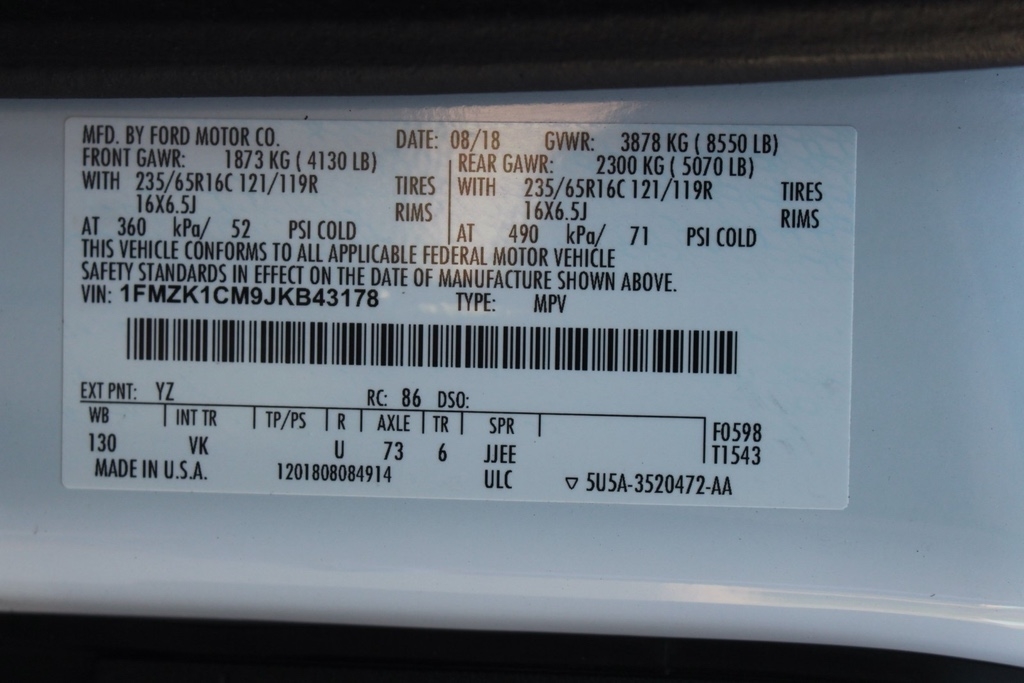 MFD. BY FORD MOTOR CO. DATE: 08/18 GVWR: 3878 KG ( 8550 LB)
FRONT GAWR: 1873 KG ( 4130 LB) REAR GAWR: 2300 KG ( 5070 LB)
WITH 235/65R16C 121/119R TIRES WITH 235/65R16C 121/119R TIRES
16X6.5J RIMS 16X6.5J RIMS
AT 360 kPa/ 52 PSI COLD AT 490 kPa/ 71 PSI COLD
THIS VEHICLE CONFORMS TO ALL APPLICABLE FEDERAL MOTOR VEHICLE
SAFETY STANDARDS IN EFFECT ON THE DATE OF MANUFACTURE SHOWN ABOVE.
VIN: 1FMZK1CM9JKB43178 TYPE: MPV
EXT PNT: YZ RC: 86 DSO:
WB INT TR TP/PS R AXLE TR SPR F0598
130 VK U 73 6 JJEE T1543
MADE IN U.S.A. 1201808084914 ULC ▽ 5U5A-3520472-AA